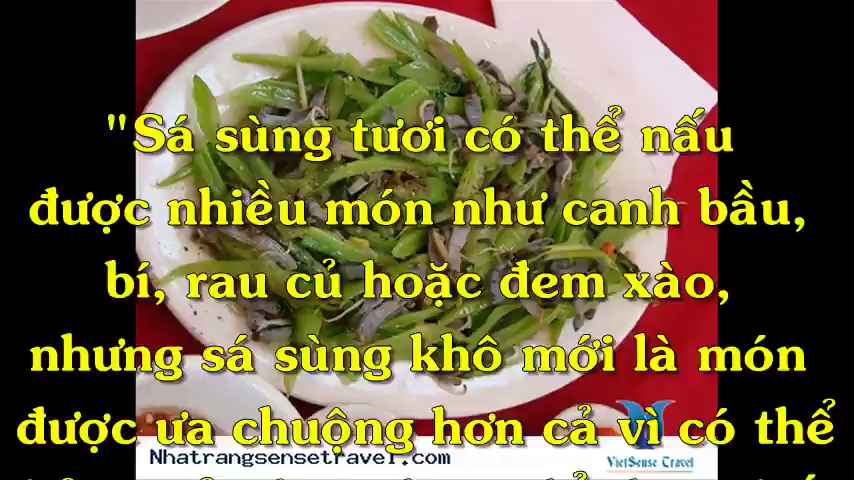 "Sá sùng tươi có thể nấu
được nhiều món như canh bầu,
bí, rau củ hoặc đem xào,
nhưng sá sùng khô mới là món
được ưa chuộng hơn cả vì có thể
Nhatrangsensetravel.com
VietSense Travel